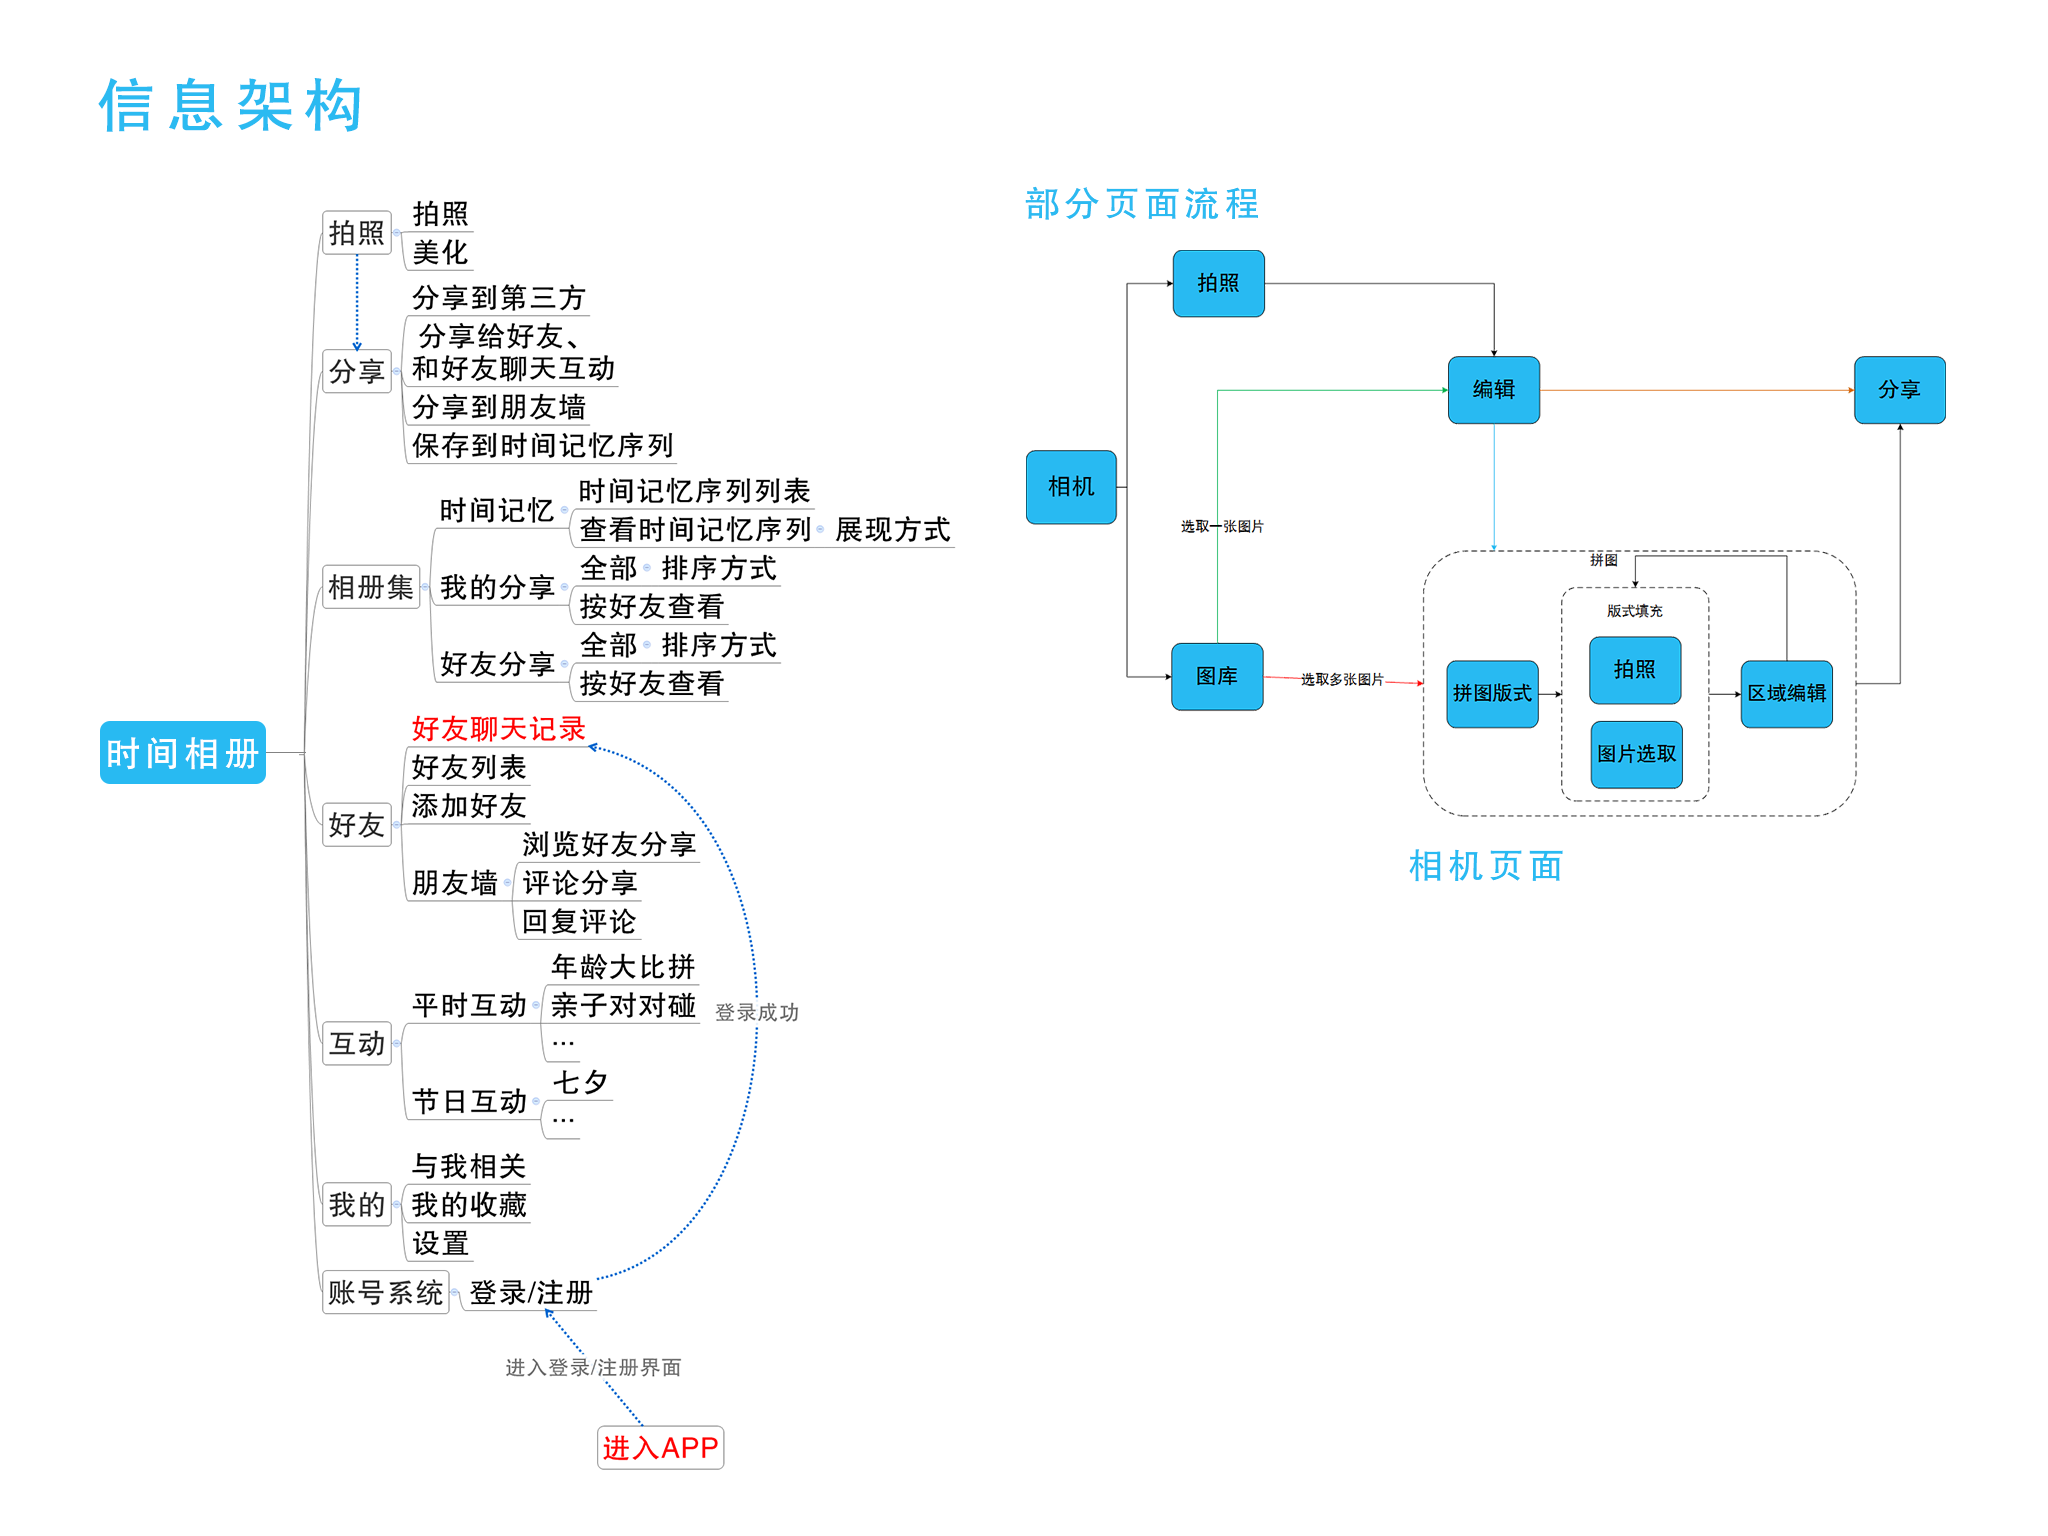 信息架构
时间相册
拍照
拍照
美化
分享
分享到第三方
分享给好友、
和好友聊天互动
分享到朋友墙
保存到时间记忆序列
相册集
时间记忆
时间记忆序列列表
查看时间记忆序列
展现方式
我的分享
全部
排序方式
按好友查看
好友分享
全部
排序方式
按好友查看
好友
好友聊天记录
好友列表
添加好友
朋友墙
浏览好友分享
评论分享
回复评论
互动
平时互动
年龄大比拼
亲子对对碰
...
节日互动
七夕
...
我的
与我相关
我的收藏
设置
账号系统
登录/注册
登录成功
进入登录/注册界面
进入APP
部分页面流程
相机
拍照
编辑
分享
选取一张图片
图库
选取多张图片
拼图
拼图版式
版式填充
拍照
图片选取
区域编辑
相机页面